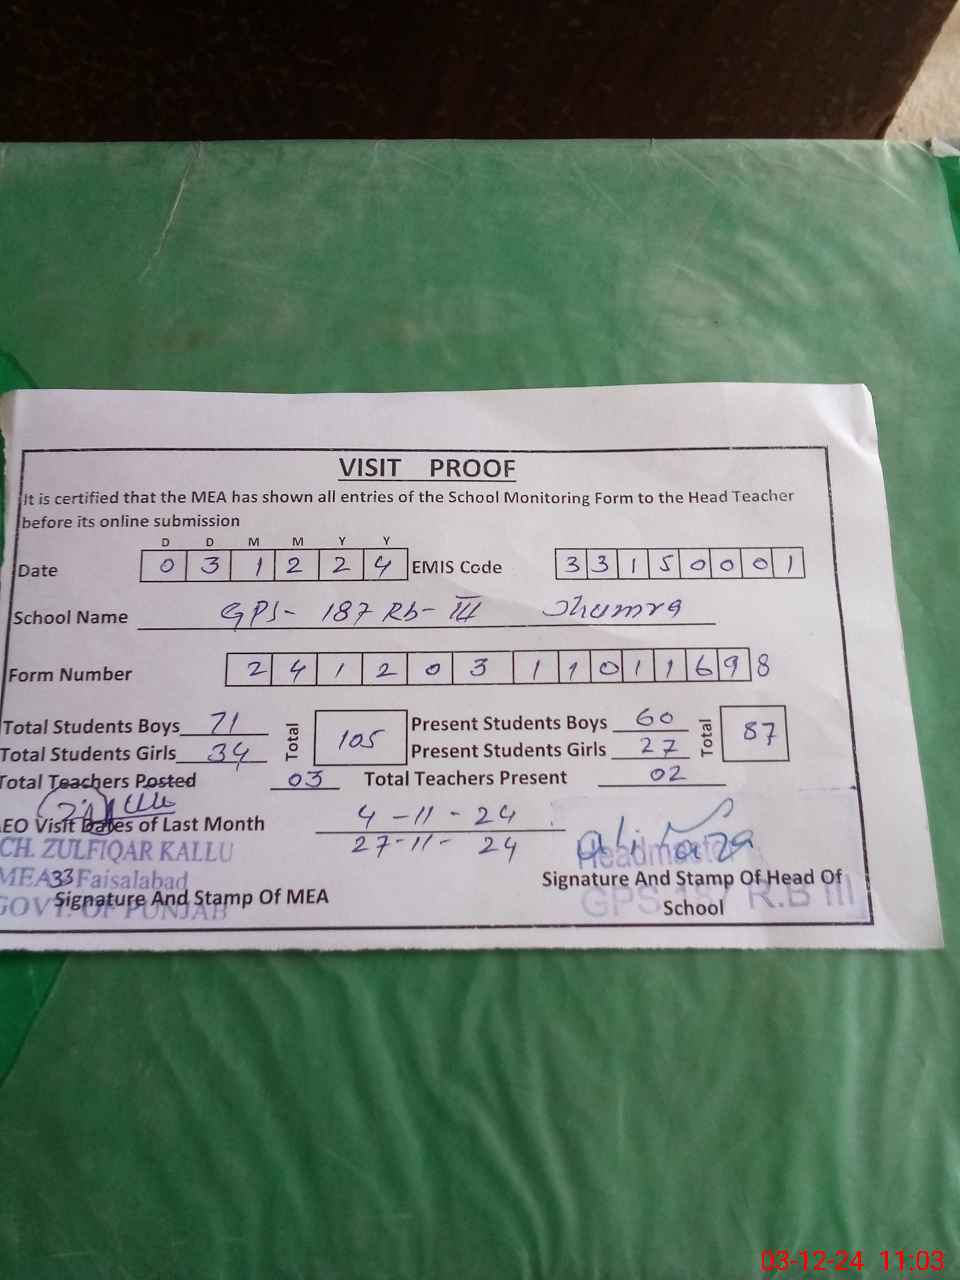 VISIT PROOF
It is certified that the MEA has shown all entries of the School Monitoring Form to the Head Teacher
before its online submission
D D M M Y Y
Date 0 3 1 2 2 4 EMIS Code 3 3 1 5 0 0 0 1
School Name GPS- 187 Rb-III Jhumra
Form Number 2 4 1 2 0 3 1 1 0 1 1 6 9 8
Total Students Boys 71 Total 105 Present Students Boys 60 Total 87
Total Students Girls 34 Present Students Girls 27
Total Teachers Posted 03 Total Teachers Present 02
AEO Visit Dates of Last Month 4-11-24
27-11-24
CH. ZULFIQAR KALLU
MEA 33 Faisalabad
GOVT. OF PUNJAB
Signature And Stamp Of MEA
Headmaster
GPS 187 R.B III
Signature And Stamp Of Head Of
School
03-12-24 11:03